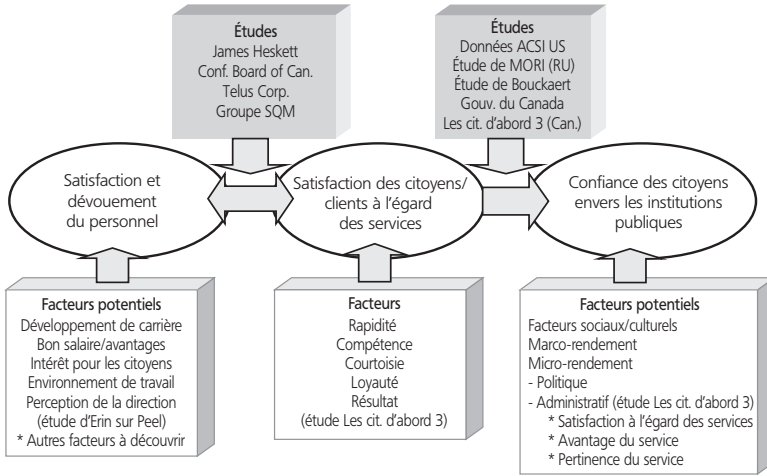 Études
James Heskett
Conf. Board of Can.
Telus Corp.
Groupe SQM
Études
Données ACSI US
Étude de MORI (RU)
Étude de Bouckaert
Gouv. du Canada
Les cit. d'abord 3 (Can.)
Satisfaction et
dévouement
du personnel
Satisfaction des citoyens/
clients à l'égard
des services
Confiance des citoyens
envers les institutions
publiques
Facteurs potentiels
Développement de carrière
Bon salaire/avantages
Intérêt pour les citoyens
Environnement de travail
Perception de la direction
(étude d'Erin sur Peel)
* Autres facteurs à découvrir
Facteurs
Rapidité
Compétence
Courtoisie
Loyauté
Résultat
(étude Les cit. d'abord 3)
Facteurs potentiels
Facteurs sociaux/culturels
Marco-rendement
Micro-rendement
- Politique
- Administratif (étude Les cit. d'abord 3)
* Satisfaction à l'égard des services
* Avantage du service
* Pertinence du service